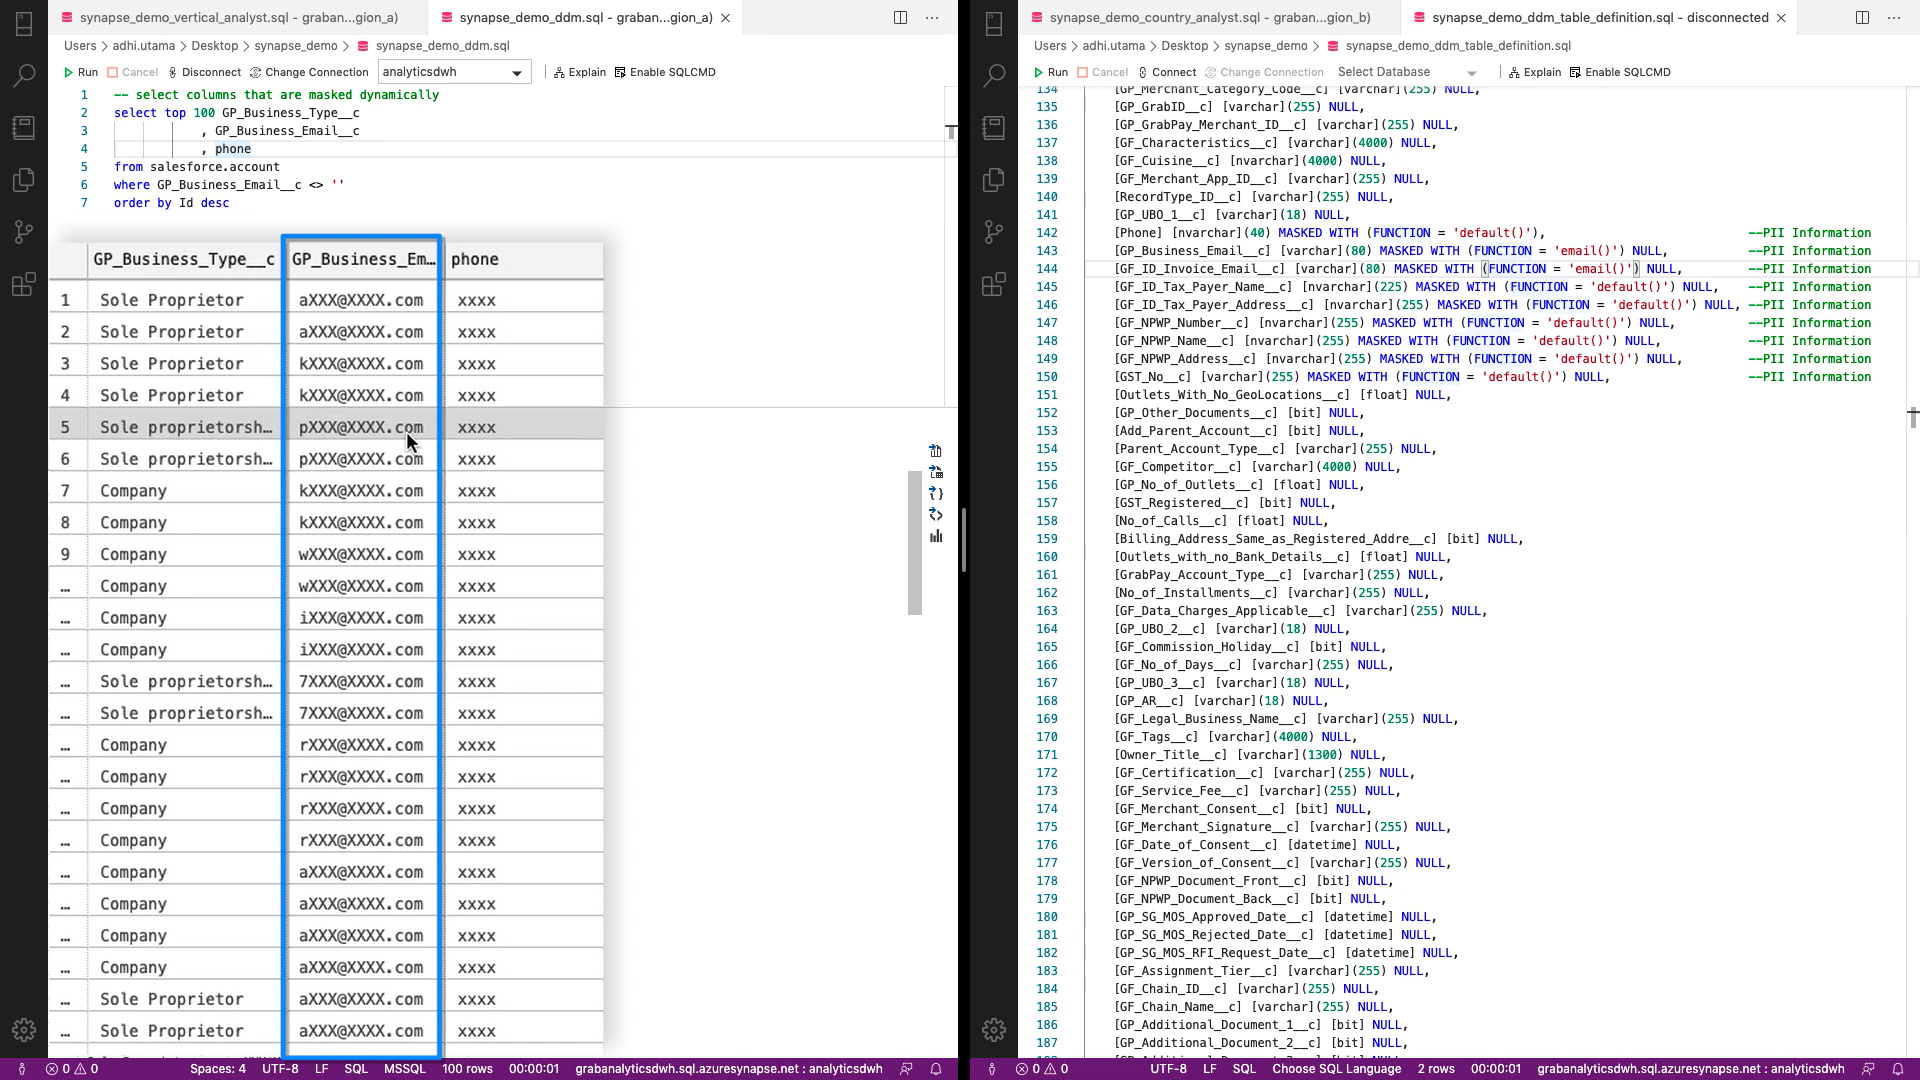 synapse_demo_vertical_analyst.sql - graban...gion_a)
synapse_demo_ddm.sql - graban...gion_a)
Users > adhi.utama > Desktop > synapse_demo > synapse_demo_ddm.sql
Run Cancel Disconnect Change Connection analyticsdwh Explain Enable SQLCMD
1 -- select columns that are masked dynamically
2 select top 100 GP_Business_Type__c
3 , GP_Business_Email__c
4 , phone
5 from salesforce.account
6 where GP_Business_Email__c <> ''
7 order by Id desc
GP_Business_Type__c GP_Business_Em… phone
1 Sole Proprietor aXXX@XXXX.com xxxx
2 Sole Proprietor aXXX@XXXX.com xxxx
3 Sole Proprietor kXXX@XXXX.com xxxx
4 Sole Proprietor kXXX@XXXX.com xxxx
5 Sole proprietorsh… pXXX@XXXX.com xxxx
6 Sole proprietorsh… pXXX@XXXX.com xxxx
7 Company kXXX@XXXX.com xxxx
8 Company kXXX@XXXX.com xxxx
9 Company wXXX@XXXX.com xxxx
… Company wXXX@XXXX.com xxxx
… Company iXXX@XXXX.com xxxx
… Company iXXX@XXXX.com xxxx
… Sole proprietorsh… 7XXX@XXXX.com xxxx
… Sole proprietorsh… 7XXX@XXXX.com xxxx
… Company rXXX@XXXX.com xxxx
… Company rXXX@XXXX.com xxxx
… Company rXXX@XXXX.com xxxx
… Company rXXX@XXXX.com xxxx
… Company aXXX@XXXX.com xxxx
… Company aXXX@XXXX.com xxxx
… Company aXXX@XXXX.com xxxx
… Company aXXX@XXXX.com xxxx
… Sole Proprietor aXXX@XXXX.com xxxx
… Sole Proprietor aXXX@XXXX.com xxxx
0 0 Spaces: 4 UTF-8 LF SQL MSSQL 100 rows 00:00:01 grabanalyticsdwh.sql.azuresynapse.net : analyticsdwh
synapse_demo_country_analyst.sql - graban...gion_b)
synapse_demo_ddm_table_definition.sql - disconnected
Users > adhi.utama > Desktop > synapse_demo > synapse_demo_ddm_table_definition.sql
Run Cancel Connect Change Connection Select Database Explain Enable SQLCMD
134 [GP_Merchant_Category_Code__c] [varchar](255) NULL,
135 [GP_GrabID__c] [varchar](255) NULL,
136 [GP_GrabPay_Merchant_ID__c] [varchar](255) NULL,
137 [GF_Characteristics__c] [varchar](4000) NULL,
138 [GF_Cuisine__c] [nvarchar](4000) NULL,
139 [GF_Merchant_App_ID__c] [varchar](255) NULL,
140 [RecordType_ID__c] [varchar](255) NULL,
141 [GP_UBO_1__c] [varchar](18) NULL,
142 [Phone] [nvarchar](40) MASKED WITH (FUNCTION = 'default()'), --PII Information
143 [GP_Business_Email__c] [varchar](80) MASKED WITH (FUNCTION = 'email()') NULL, --PII Information
144 [GF_ID_Invoice_Email__c] [varchar](80) MASKED WITH (FUNCTION = 'email()') NULL, --PII Information
145 [GF_ID_Tax_Payer_Name__c] [nvarchar](225) MASKED WITH (FUNCTION = 'default()') NULL, --PII Information
146 [GF_ID_Tax_Payer_Address__c] [nvarchar](255) MASKED WITH (FUNCTION = 'default()') NULL, --PII Information
147 [GF_NPWP_Number__c] [nvarchar](255) MASKED WITH (FUNCTION = 'default()') NULL, --PII Information
148 [GF_NPWP_Name__c] [nvarchar](255) MASKED WITH (FUNCTION = 'default()') NULL, --PII Information
149 [GF_NPWP_Address__c] [nvarchar](255) MASKED WITH (FUNCTION = 'default()') NULL, --PII Information
150 [GST_No__c] [varchar](255) MASKED WITH (FUNCTION = 'default()') NULL, --PII Information
151 [Outlets_With_No_GeoLocations__c] [float] NULL,
152 [GP_Other_Documents__c] [bit] NULL,
153 [Add_Parent_Account__c] [bit] NULL,
154 [Parent_Account_Type__c] [varchar](255) NULL,
155 [GF_Competitor__c] [varchar](4000) NULL,
156 [GP_No_of_Outlets__c] [float] NULL,
157 [GST_Registered__c] [bit] NULL,
158 [No_of_Calls__c] [float] NULL,
159 [Billing_Address_Same_as_Registered_Addre__c] [bit] NULL,
160 [Outlets_with_no_Bank_Details__c] [float] NULL,
161 [GrabPay_Account_Type__c] [varchar](255) NULL,
162 [No_of_Installments__c] [varchar](255) NULL,
163 [GF_Data_Charges_Applicable__c] [varchar](255) NULL,
164 [GP_UBO_2__c] [varchar](18) NULL,
165 [GF_Commission_Holiday__c] [bit] NULL,
166 [GF_No_of_Days__c] [varchar](255) NULL,
167 [GP_UBO_3__c] [varchar](18) NULL,
168 [GP_AR__c] [varchar](18) NULL,
169 [GF_Legal_Business_Name__c] [varchar](255) NULL,
170 [GF_Tags__c] [varchar](4000) NULL,
171 [Owner_Title__c] [varchar](1300) NULL,
172 [GF_Certification__c] [varchar](255) NULL,
173 [GF_Service_Fee__c] [varchar](255) NULL,
174 [GF_Merchant_Consent__c] [bit] NULL,
175 [GF_Merchant_Signature__c] [varchar](255) NULL,
176 [GF_Date_of_Consent__c] [datetime] NULL,
177 [GF_Version_of_Consent__c] [varchar](255) NULL,
178 [GF_NPWP_Document_Front__c] [bit] NULL,
179 [GF_NPWP_Document_Back__c] [bit] NULL,
180 [GP_SG_MOS_Approved_Date__c] [datetime] NULL,
181 [GP_SG_MOS_Rejected_Date__c] [datetime] NULL,
182 [GP_SG_MOS_RFI_Request_Date__c] [datetime] NULL,
183 [GF_Assignment_Tier__c] [varchar](255) NULL,
184 [GF_Chain_ID__c] [varchar](255) NULL,
185 [GF_Chain_Name__c] [varchar](255) NULL,
186 [GP_Additional_Document_1__c] [bit] NULL,
187 [GP_Additional_Document_2__c] [bit] NULL,
0 0 UTF-8 LF SQL Choose SQL Language 2 rows 00:00:01 grabanalyticsdwh.sql.azuresynapse.net : analyticsdwh